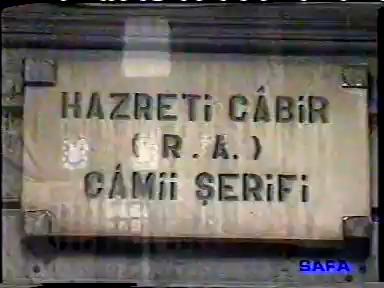 HAZRETİ CÂBİR
( R . A. )
CÂMİİ ŞERİFİ
SAFA